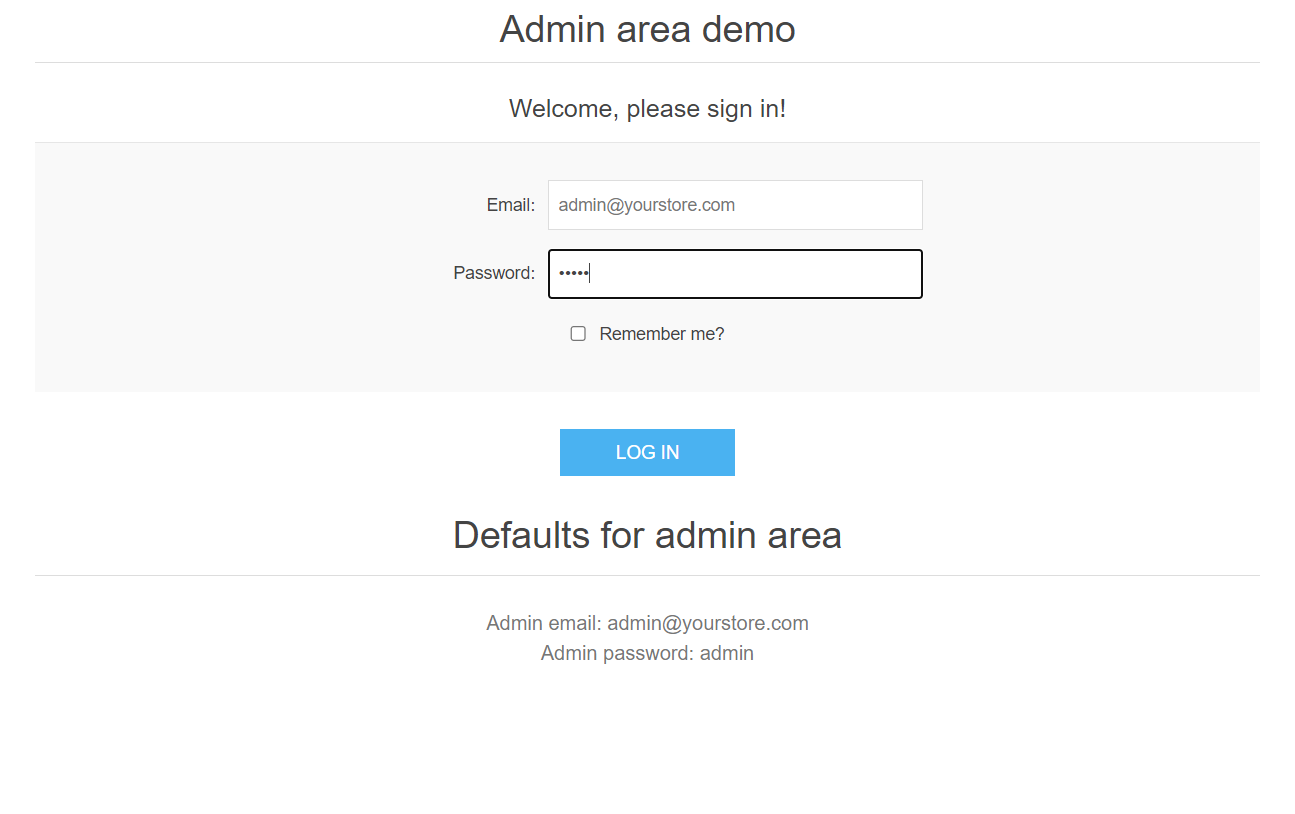 Admin area demo
Welcome, please sign in!
Email: admin@yourstore.com
Password: •••••
Remember me?
LOG IN
Defaults for admin area
Admin email: admin@yourstore.com
Admin password: admin